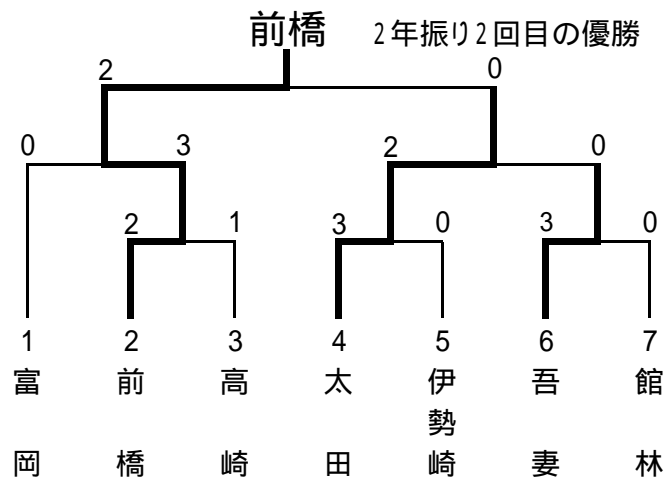 前橋 2年振り2回目の優勝
2 0
0 3 2 0
2 1 3 0 3 0
1 2 3 4 5 6 7
富岡 前橋 高崎 太田 伊勢崎 吾妻 館林